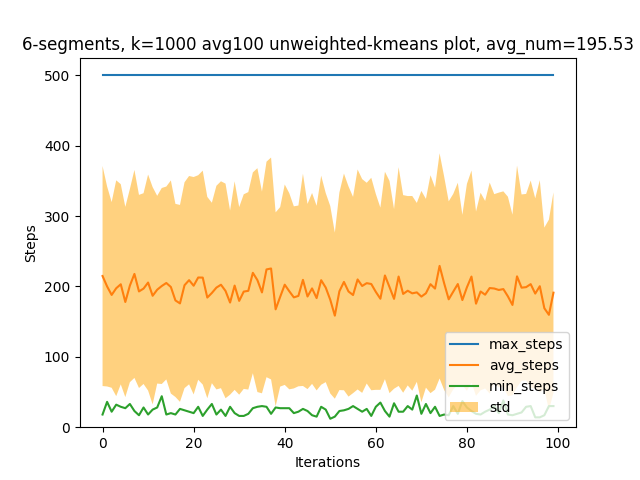 6-segments, k=1000 avg100 unweighted-kmeans plot, avg_num=195.53
500
400
300
200
100
0
Steps
max_steps
avg_steps
min_steps
std
0 20 40 60 80 100
Iterations